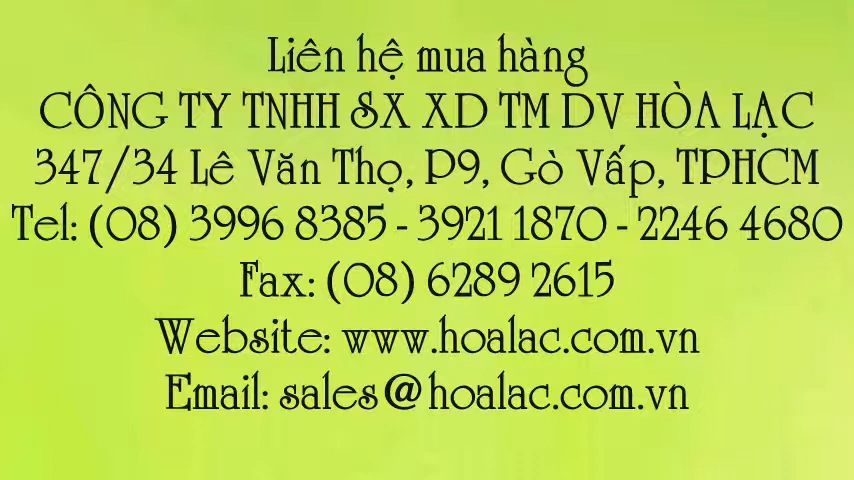 Liên hệ mua hàng
CÔNG TY TNHH SX XD TM DV HÒA LẠC
347/34 Lê Văn Thọ, P9, Gò Vấp, TPHCM
Tel: (08) 3996 8385 - 3921 1870 - 2246 4680
Fax: (08) 6289 2615
Website: www.hoalac.com.vn
Email: sales@hoalac.com.vn